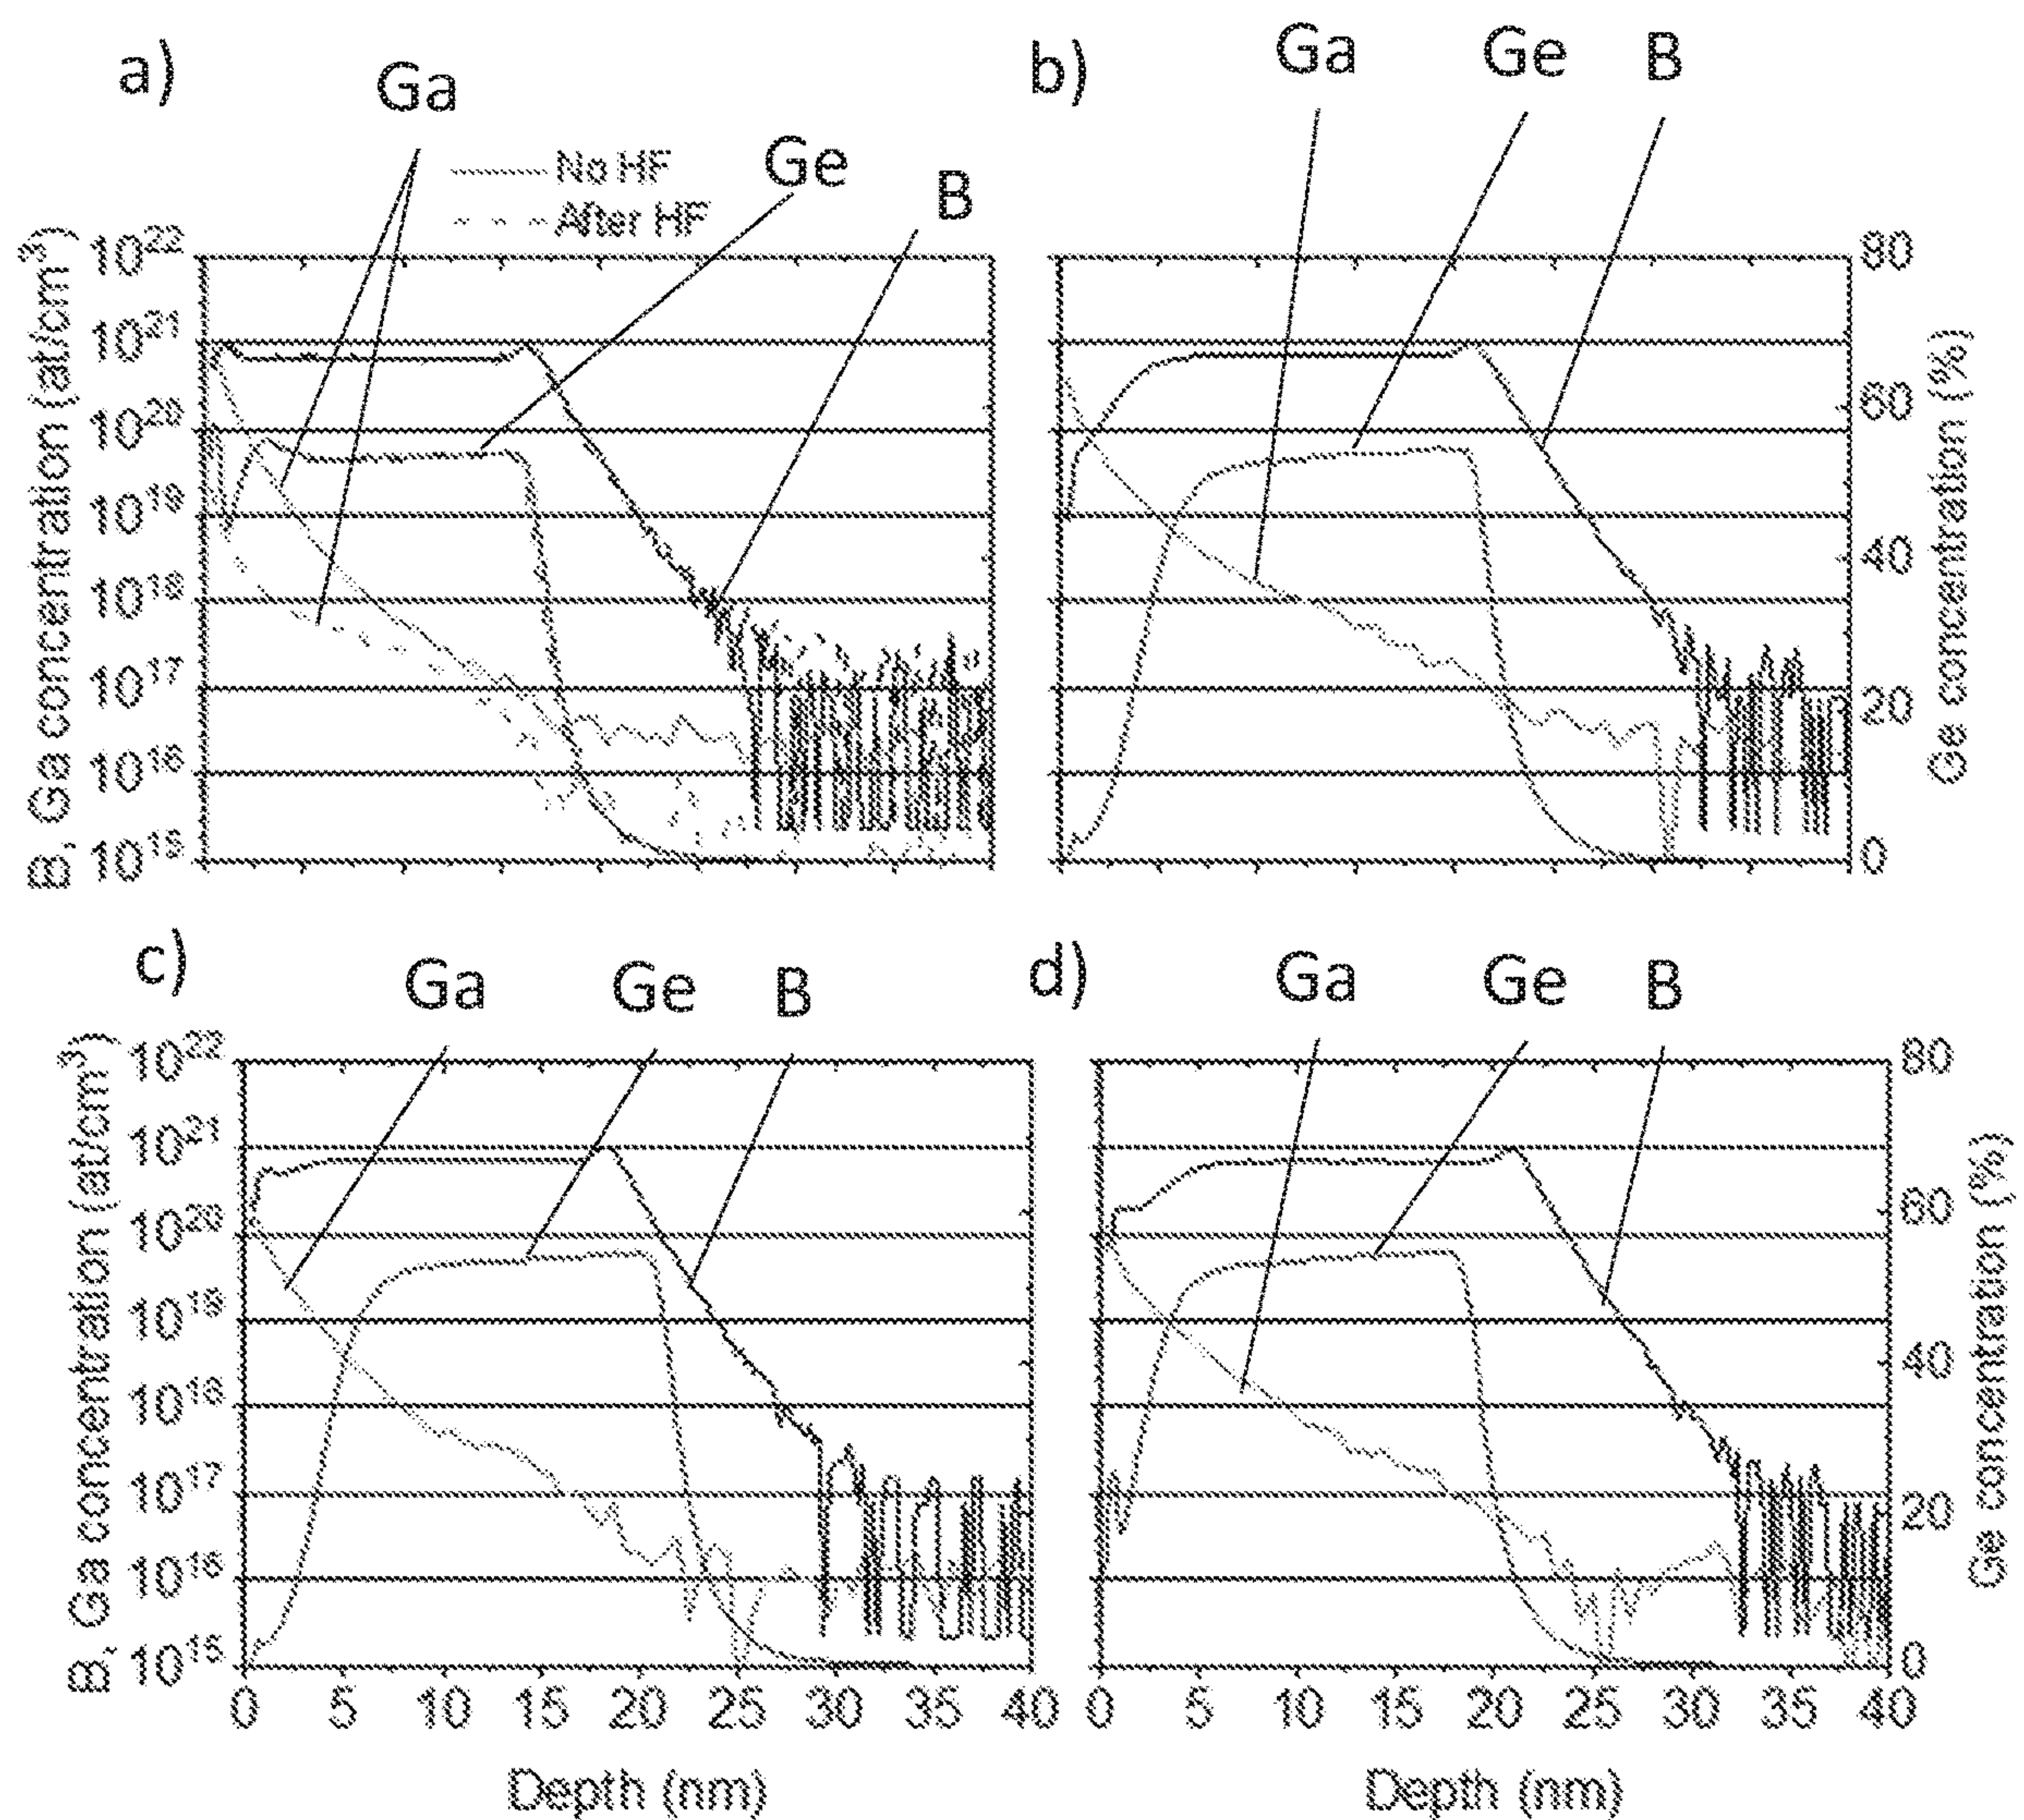 a)
Ga
No HF
After HF
Ge
B
b)
Ga
Ge
B
B, Ga concentration (at/cm³)
10²²
10²¹
10²⁰
10¹⁹
10¹⁸
10¹⁷
10¹⁶
10¹⁵
80
60
40
20
0
Ge concentration (%)
c)
Ga
Ge
B
d)
Ga
Ge
B
B, Ga concentration (at/cm³)
10²²
10²¹
10²⁰
10¹⁹
10¹⁸
10¹⁷
10¹⁶
10¹⁵
80
60
40
20
0
Ge concentration (%)
0 5 10 15 20 25 30 35 40
0 5 10 15 20 25 30 35 40
Depth (nm)
Depth (nm)